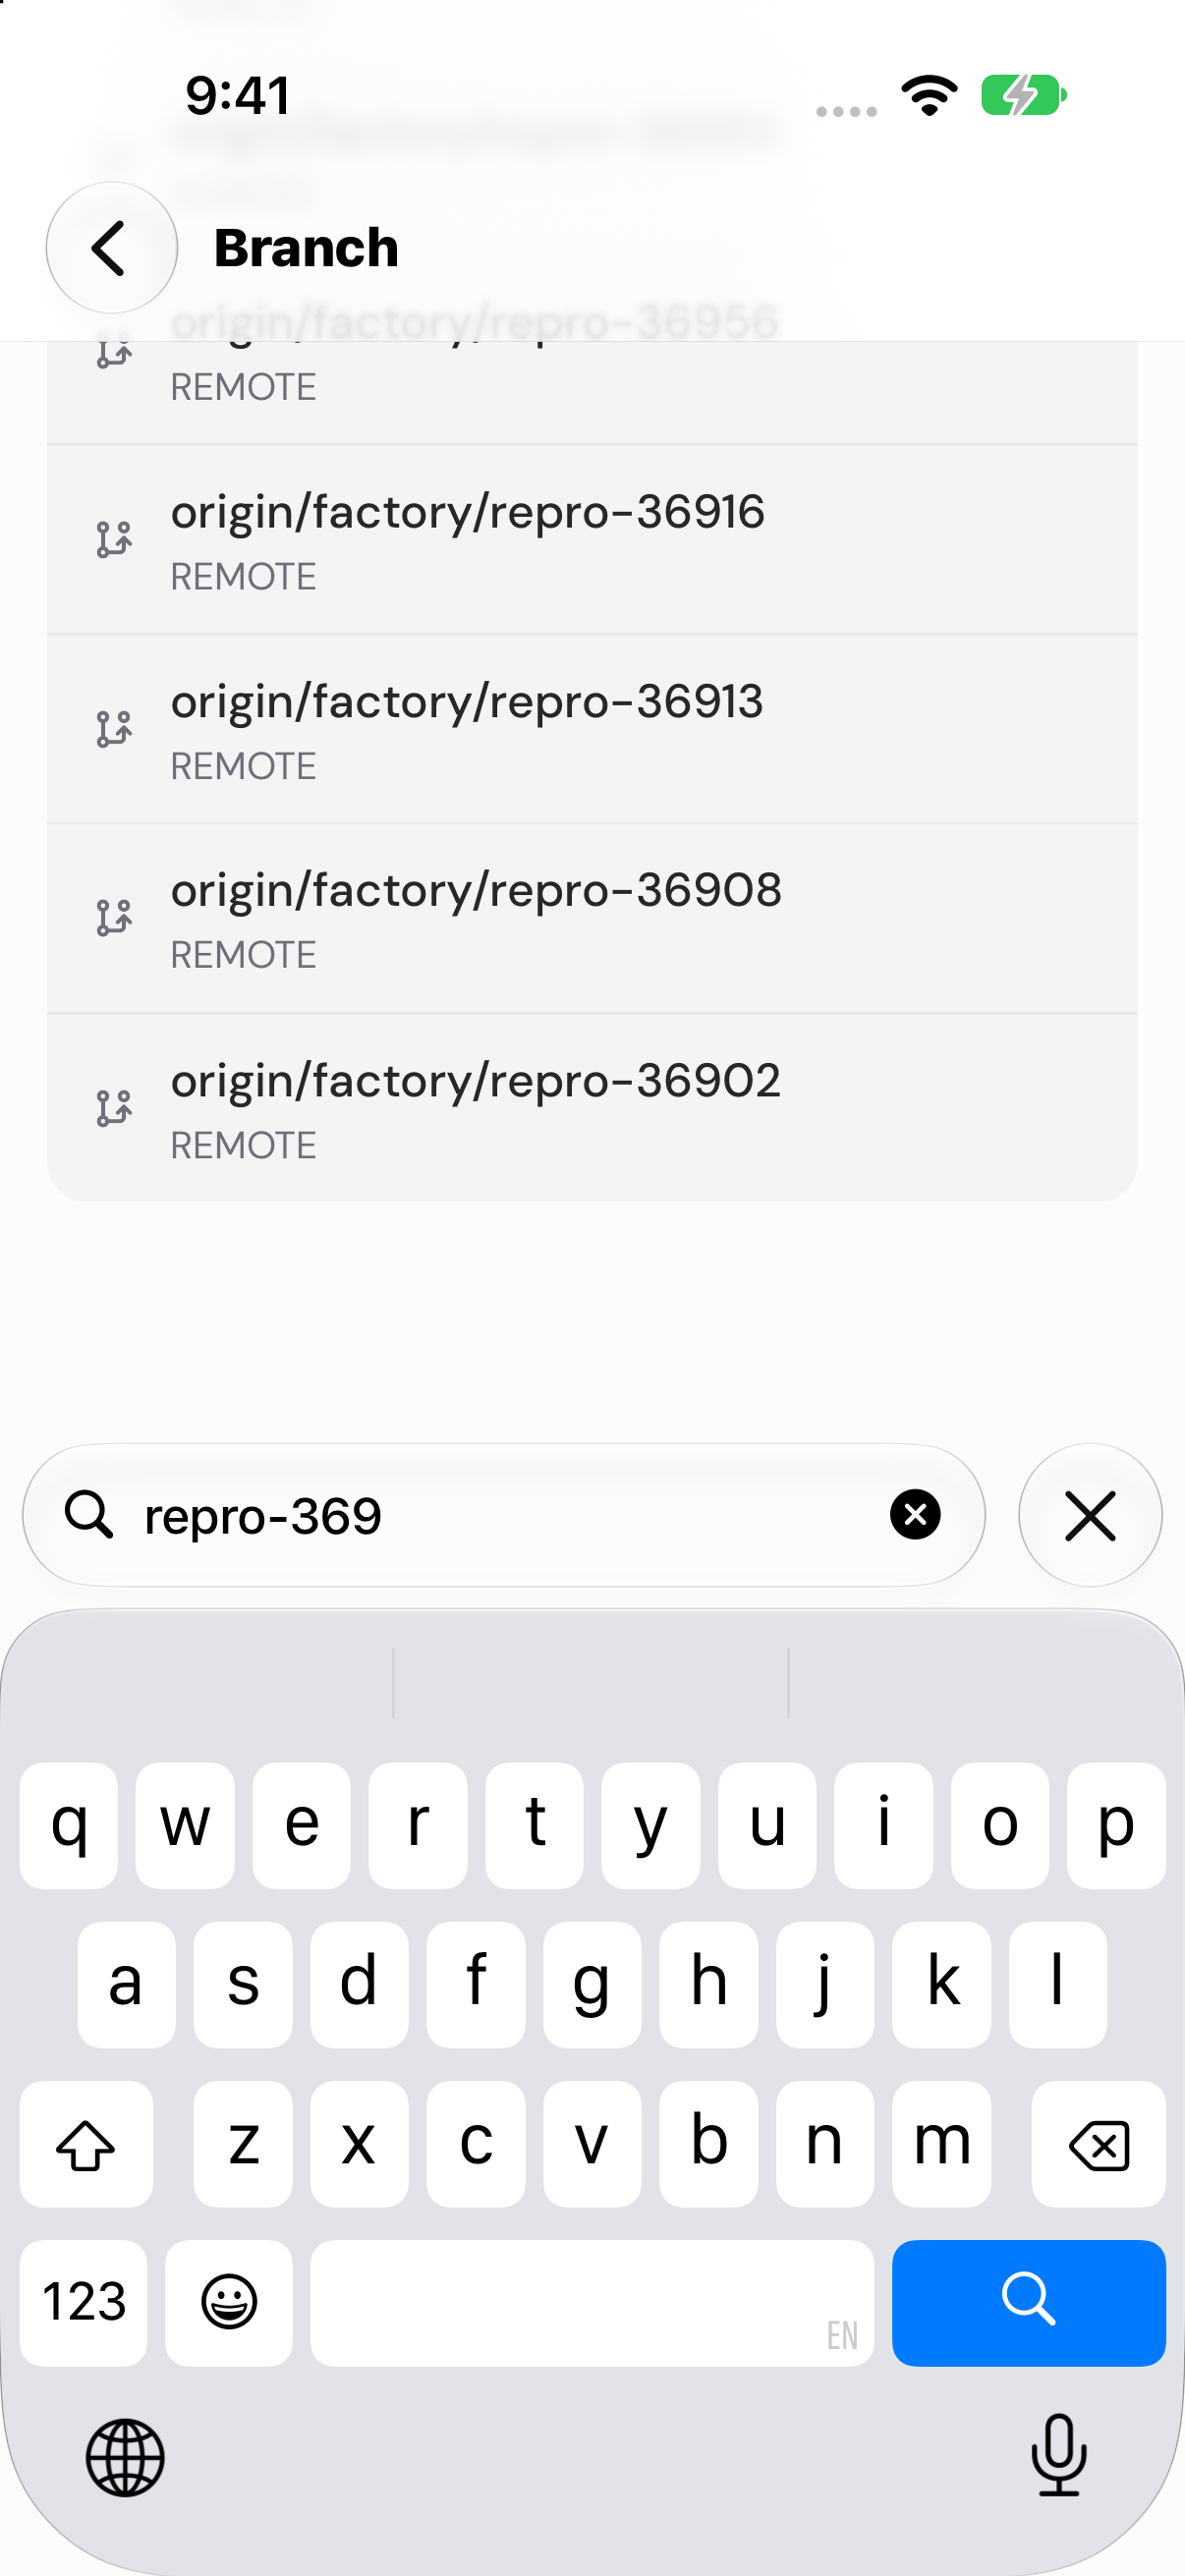 9:41
Branch
origin/factory/repro-36956
REMOTE
origin/factory/repro-36916
REMOTE
origin/factory/repro-36913
REMOTE
origin/factory/repro-36908
REMOTE
origin/factory/repro-36902
REMOTE
repro-369
q w e r t y u i o p
a s d f g h j k l
z x c v b n m
123
EN